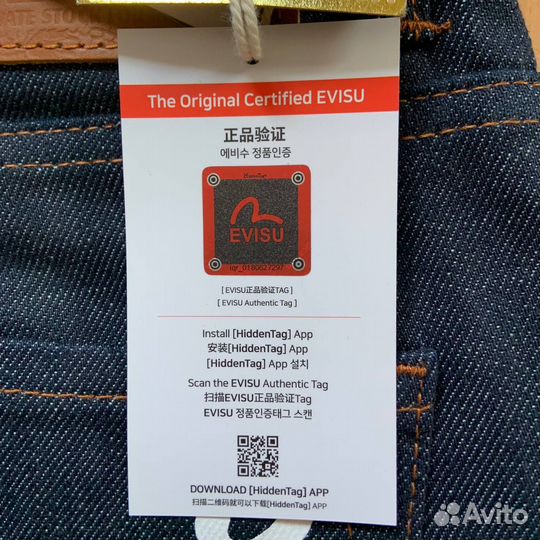 ATE STOC
The Original Certified EVISU
正品验证
에비수 정품인증
HiddenTag
EVISU
iqr_0180627297
[ EVISU正品验证TAG ]
[ EVISU Authentic Tag ]
Install [HiddenTag] App
安装[HiddenTag] App
[HiddenTag] App 설치
Scan the EVISU Authentic Tag
扫描EVISU正品验证Tag
EVISU 정품인증태그 스캔
DOWNLOAD [HiddenTag] APP
扫描二维码就可以下载[HiddenTag] APP
Avito